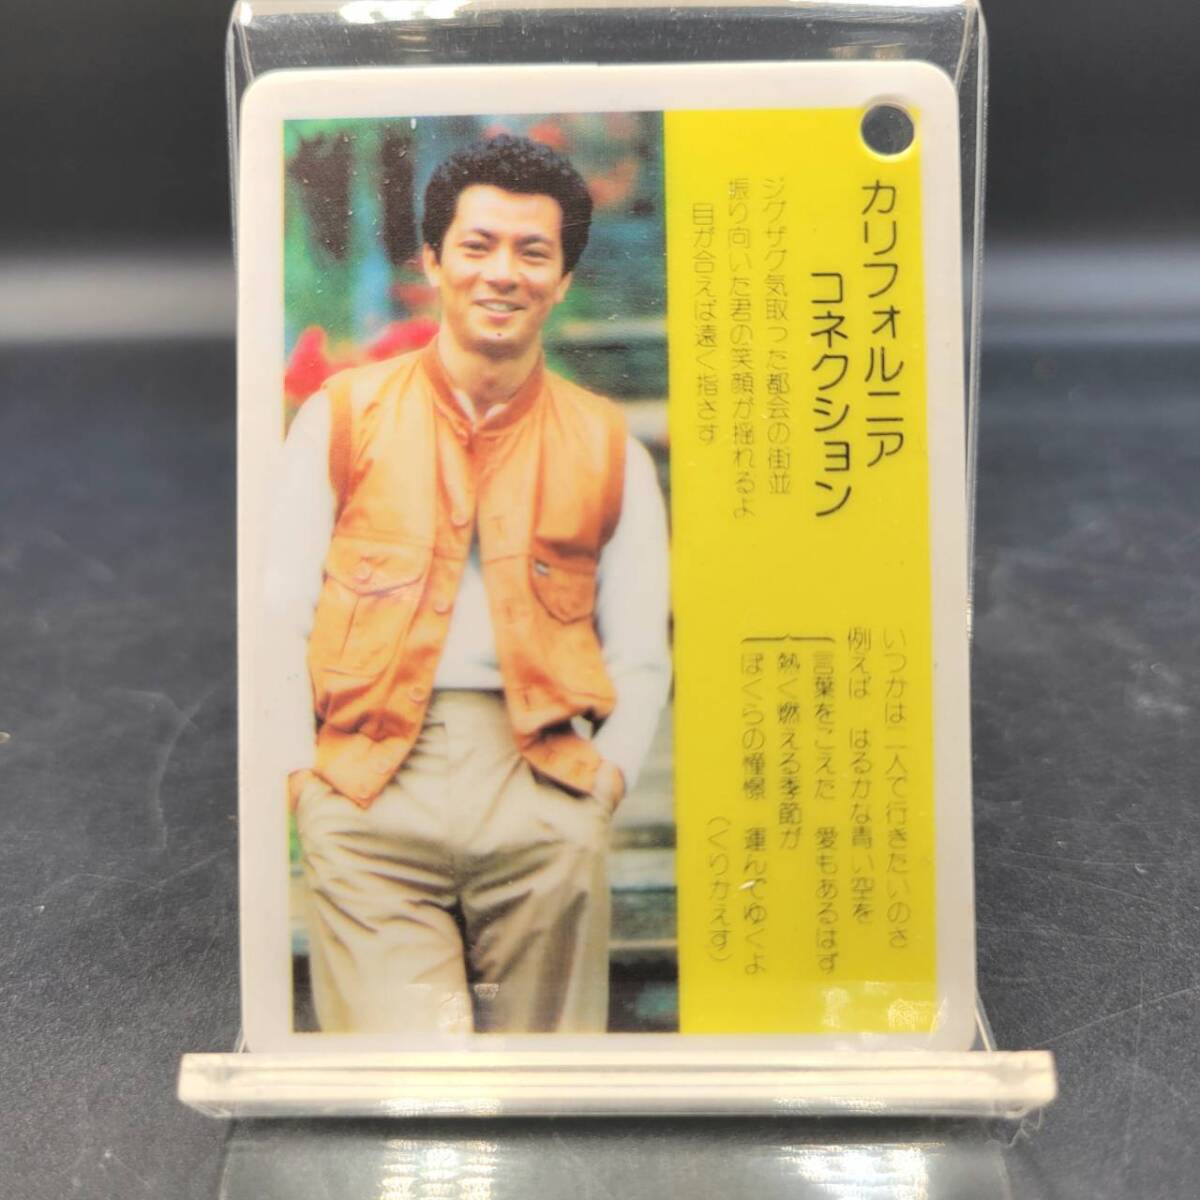 カリフォルニア
コネクション
ジグザグ気取った都会の街並
振り向いた君の笑顔が揺れるよ
目が合えば遠く指さす
いつかは二人で行きたいのさ
例えば はるかな青い空を
言葉をこえた 愛もあるはず
熱く燃える季節が
ぼくらの憧憬 運んでゆくよ
(くりかえす)